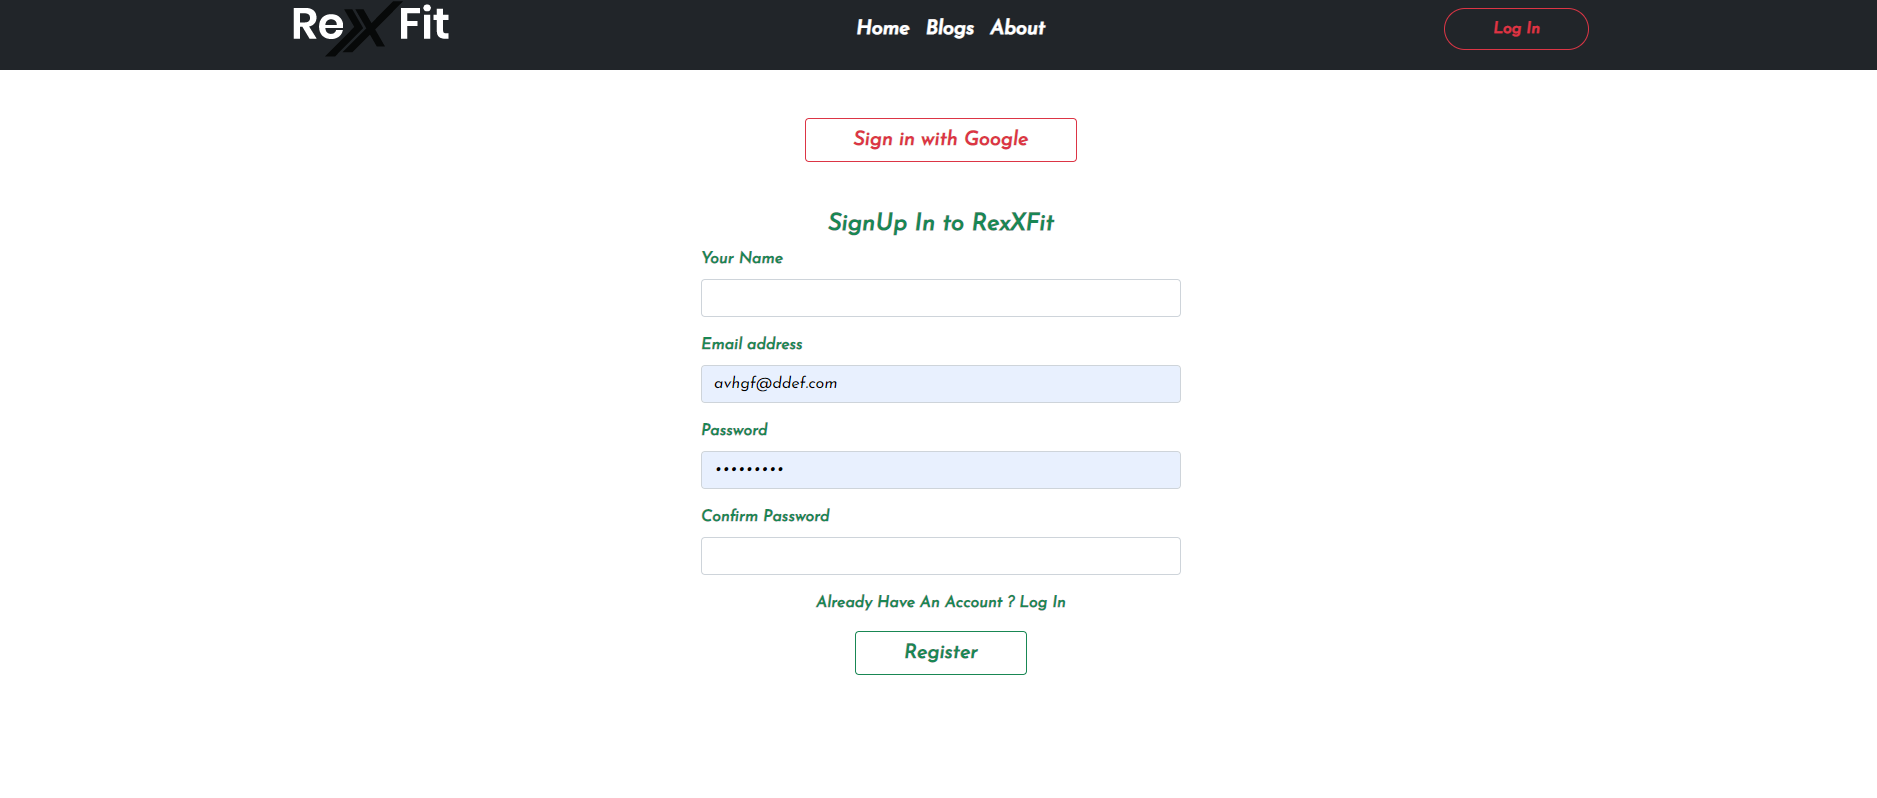 RexXFit
Home Blogs About
Log In
Sign in with Google
SignUp In to RexXFit
Your Name
Email address
avhgf@ddef.com
Password
•••••••••
Confirm Password
Already Have An Account ? Log In
Register